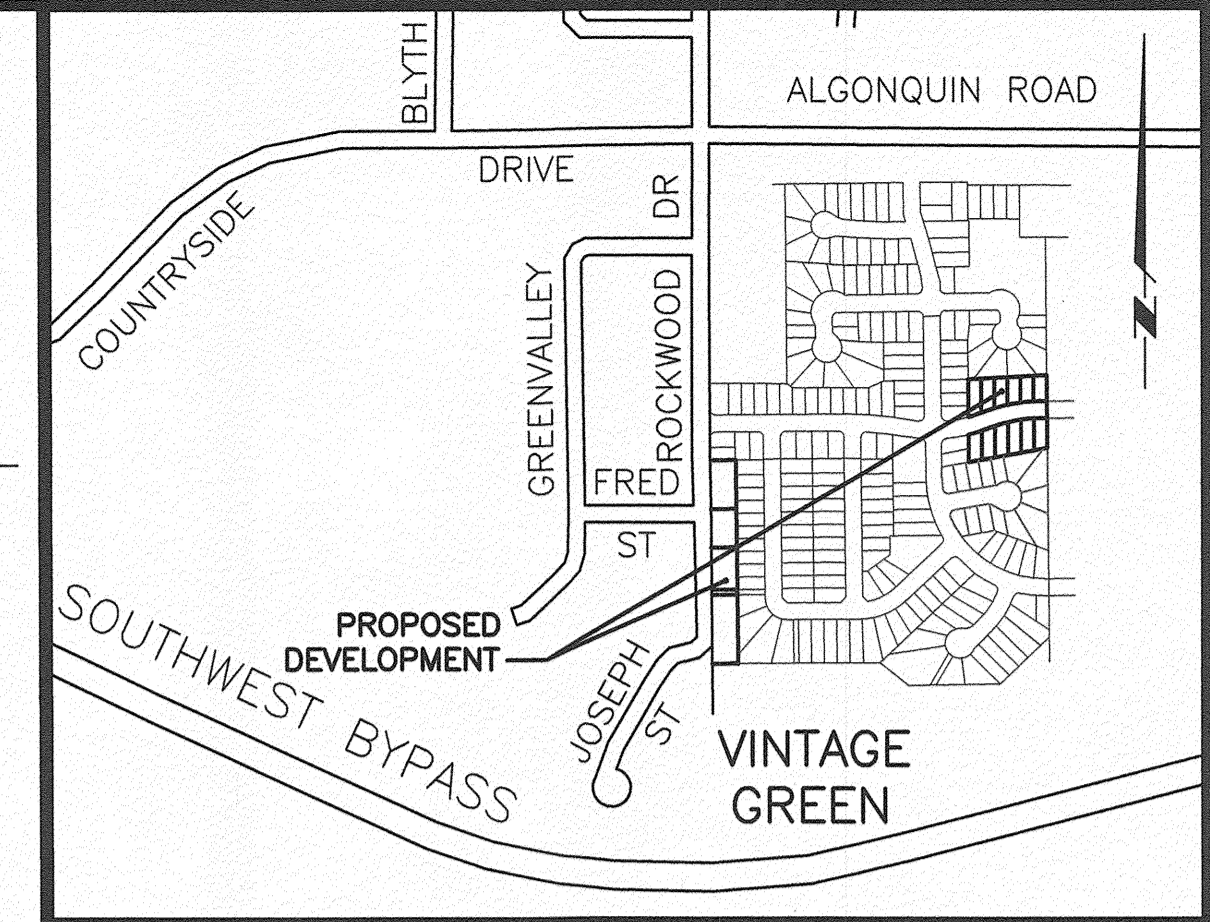 BLYTH
ALGONQUIN ROAD
DRIVE
COUNTRYSIDE
DR
ROCKWOOD
GREENVALLEY
FRED
ST
N
PROPOSED
DEVELOPMENT
SOUTHWEST BYPASS
JOSEPH
ST
VINTAGE
GREEN